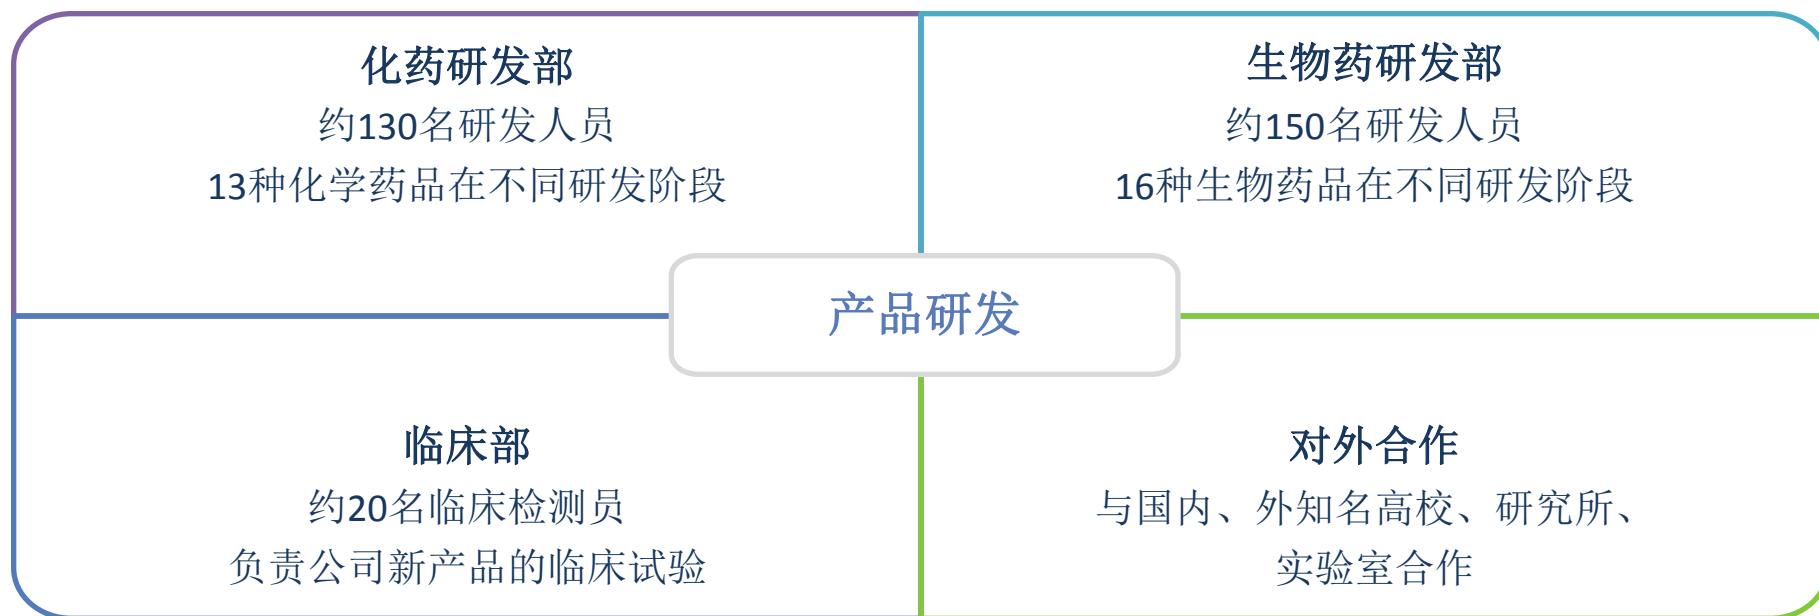 化药研发部
约130名研发人员
13种化学药品在不同研发阶段
生物药研发部
约150名研发人员
16种生物药品在不同研发阶段
产品研发
临床部
约20名临床检测员
负责公司新产品的临床试验
对外合作
与国内、外知名高校、研究所、
实验室合作